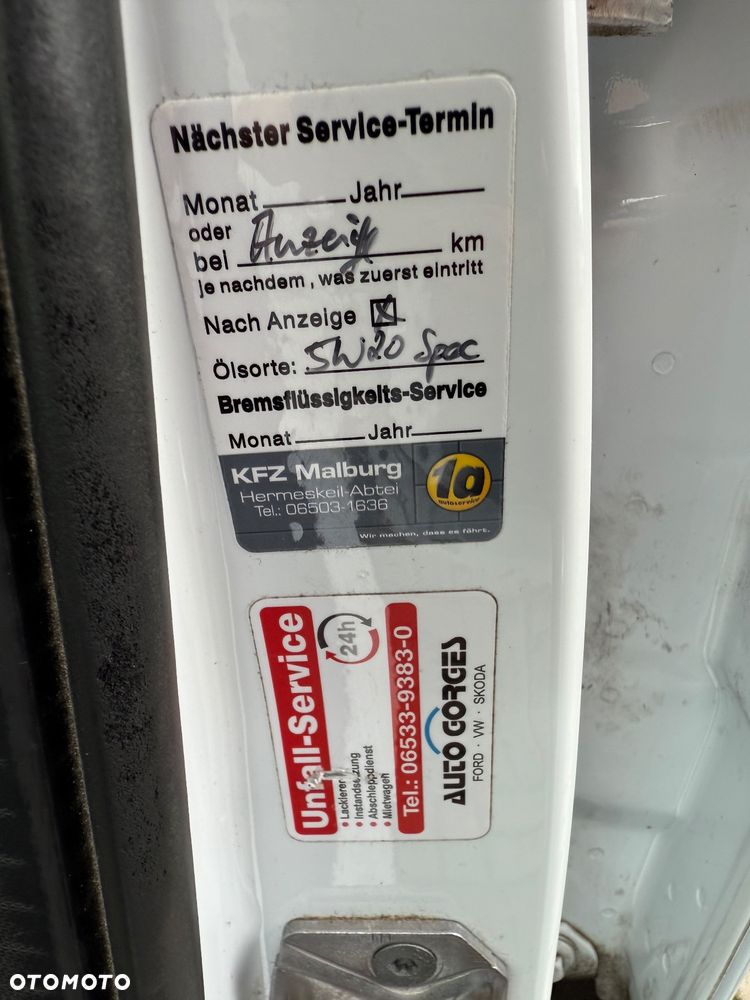 Nächster Service-Termin
Monat Jahr
oder
bei Anzeige km
je nachdem, was zuerst eintritt
Nach Anzeige X
Ölsorte: 5W20 Spec
Bremsflüssigkeits-Service
Monat Jahr
KFZ Malburg
Hermeskeil-Abtei
Tel.: 06503-1636
1a
autoservice
Wir machen, dass es fährt.
Unfall-Service
24h
• Lackierer
• Instandsetzung
• Abschleppdienst
• Mietwagen
Tel.: 06533-9383-0
AUTO GORGES
FORD · VW · SKODA
OTOMOTO